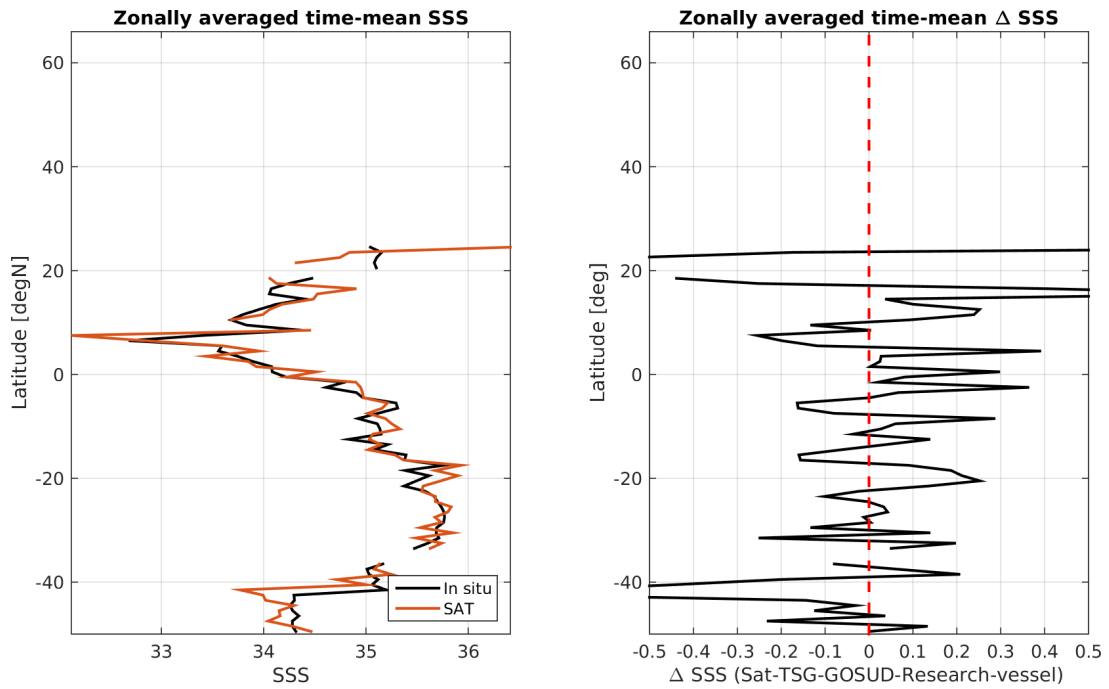 Zonally averaged time-mean SSS
60
40
20
0
-20
-40
Latitude [degN]
33
34
35
36
SSS
In situ
SAT
Zonally averaged time-mean Δ SSS
60
40
20
0
-20
-40
Latitude [deg]
-0.5 -0.4 -0.3 -0.2 -0.1 0 0.1 0.2 0.3 0.4 0.5
Δ SSS (Sat-TSG-GOSUD-Research-vessel)